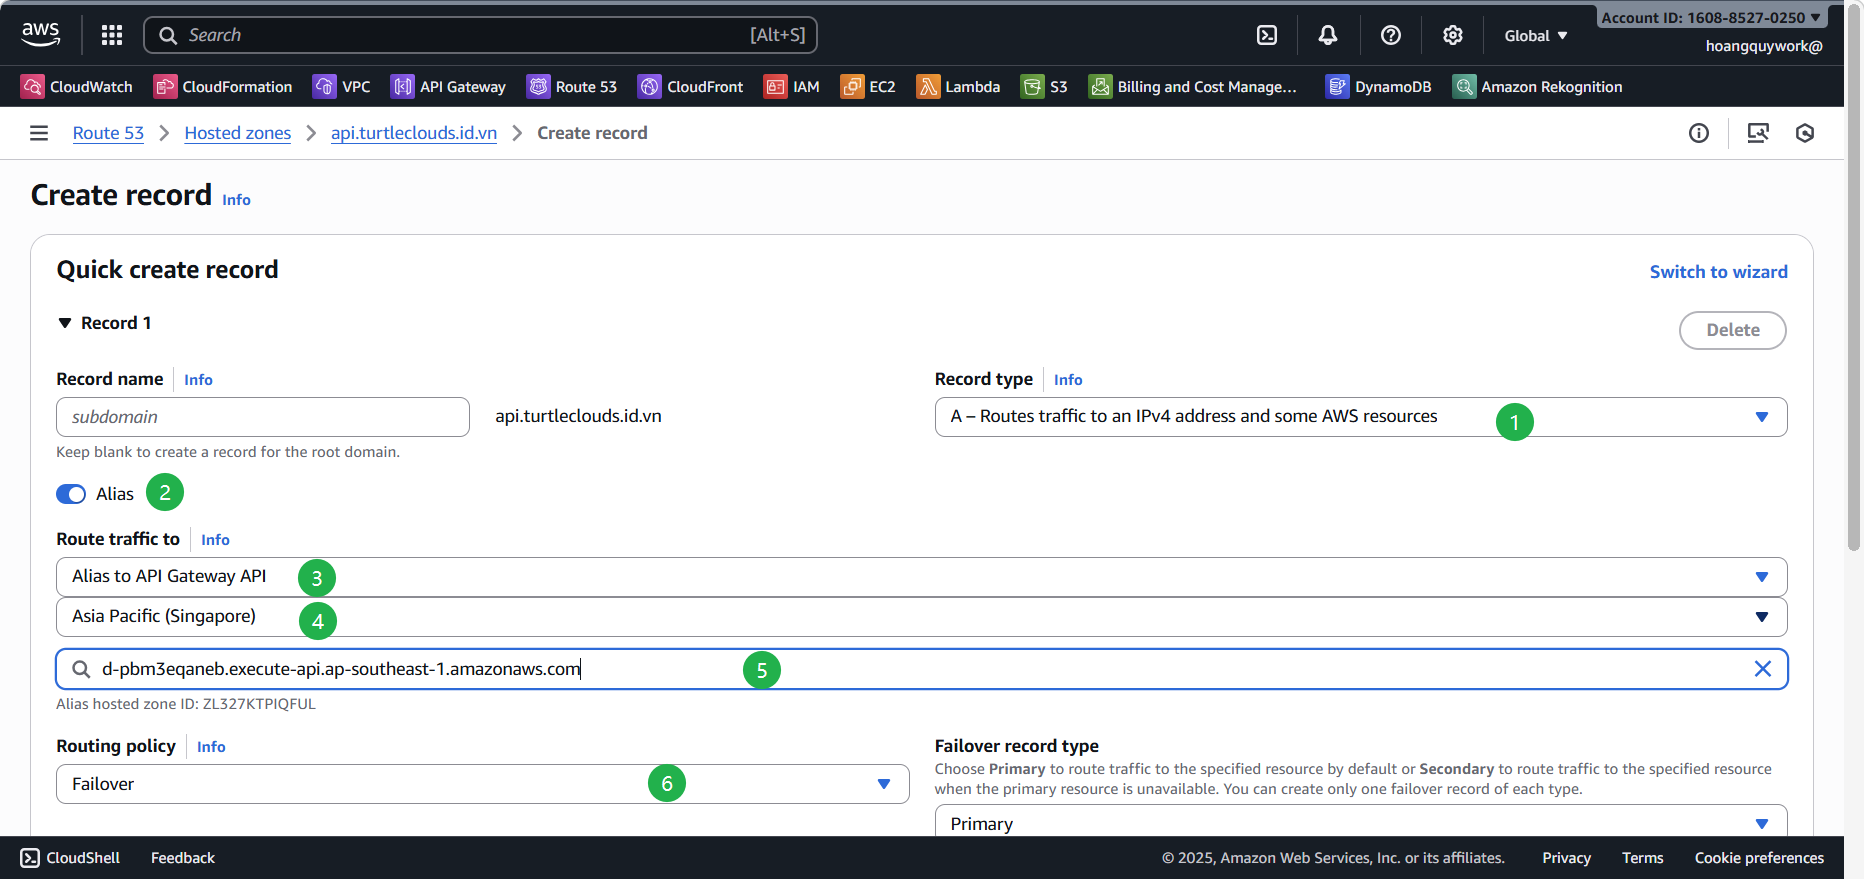 aws
Search [Alt+S]
Global
Account ID: 1608-8527-0250
hoangquywork@
CloudWatch CloudFormation VPC API Gateway Route 53 CloudFront IAM EC2 Lambda S3 Billing and Cost Manage... DynamoDB Amazon Rekognition
Route 53 Hosted zones api.turtleclouds.id.vn Create record
Create record Info
Quick create record
Switch to wizard
Record 1
Delete
Record name Info
subdomain api.turtleclouds.id.vn
Keep blank to create a record for the root domain.
Record type Info
A – Routes traffic to an IPv4 address and some AWS resources 1
Alias 2
Route traffic to Info
Alias to API Gateway API 3
Asia Pacific (Singapore) 4
d-pbm3eqaneb.execute-api.ap-southeast-1.amazonaws.com 5
Alias hosted zone ID: ZL327KTPIQFUL
Routing policy Info
Failover 6
Failover record type
Choose Primary to route traffic to the specified resource by default or Secondary to route traffic to the specified resource
when the primary resource is unavailable. You can create only one failover record of each type.
Primary
CloudShell Feedback © 2025, Amazon Web Services, Inc. or its affiliates. Privacy Terms Cookie preferences